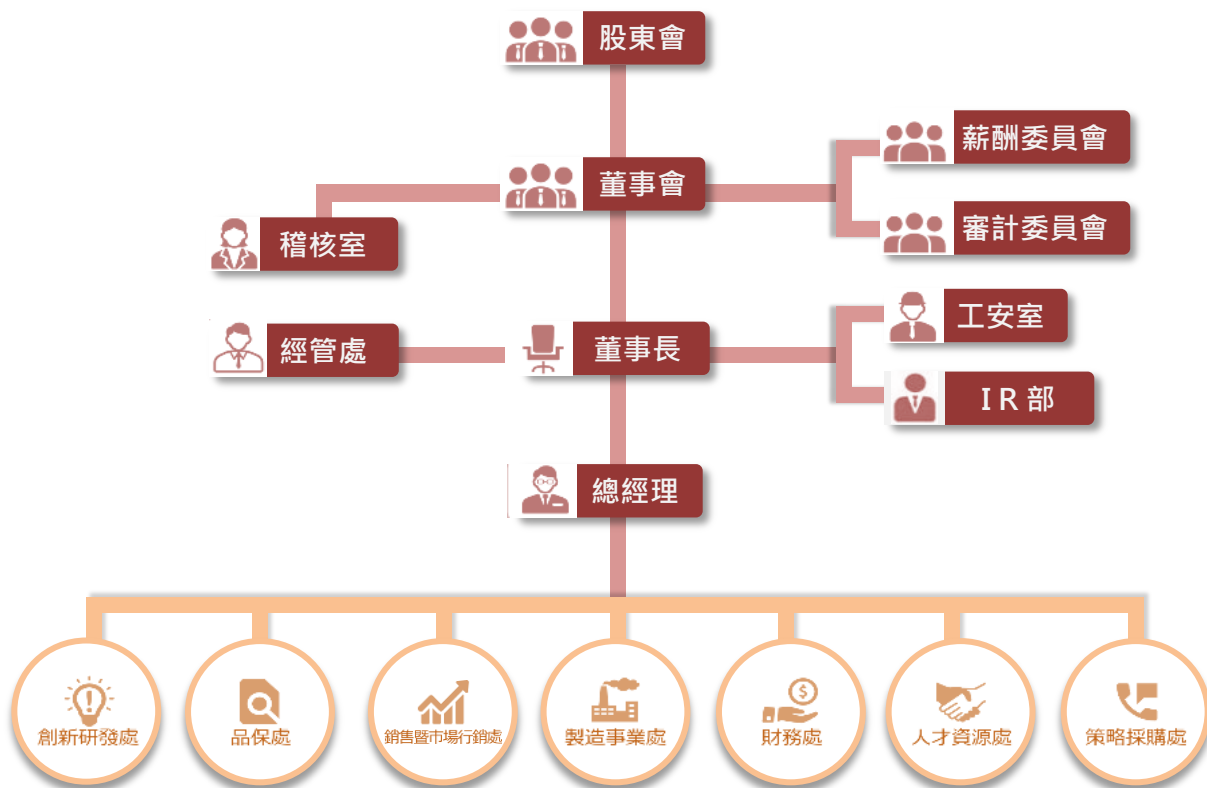 股東會
薪酬委員會
董事會
審計委員會
稽核室
工安室
經管處
董事長
IR部
總經理
創新研發處
品保處
銷售暨市場行銷處
製造事業處
財務處
人才資源處
策略採購處